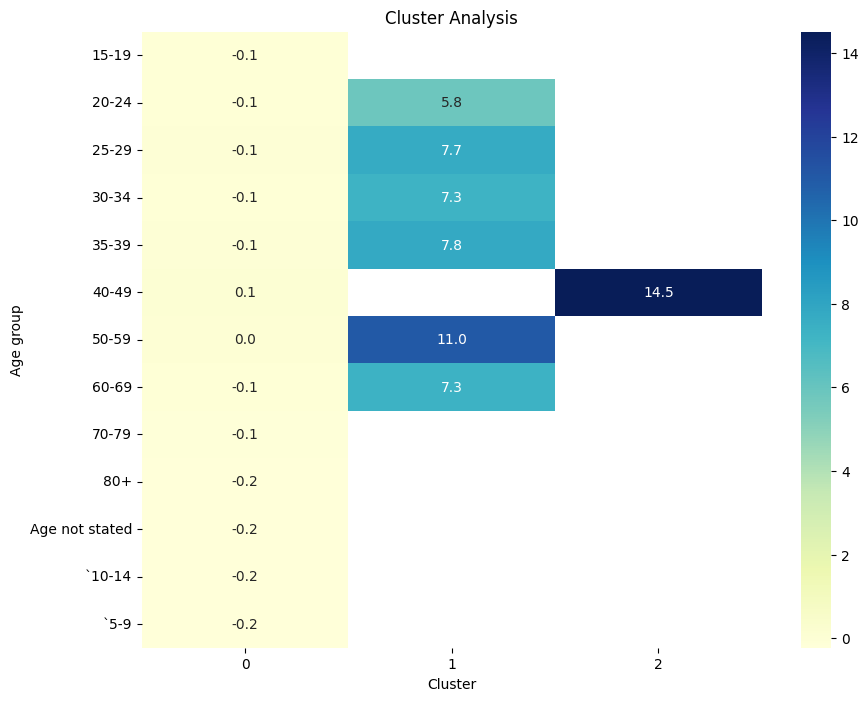 Cluster Analysis
15-19 -0.1
20-24 -0.1 5.8
25-29 -0.1 7.7
30-34 -0.1 7.3
35-39 -0.1 7.8
40-49 0.1 14.5
50-59 0.0 11.0
60-69 -0.1 7.3
70-79 -0.1
80+ -0.2
Age not stated -0.2
`10-14 -0.2
`5-9 -0.2
0 1 2
Cluster
Age group
14
12
10
8
6
4
2
0